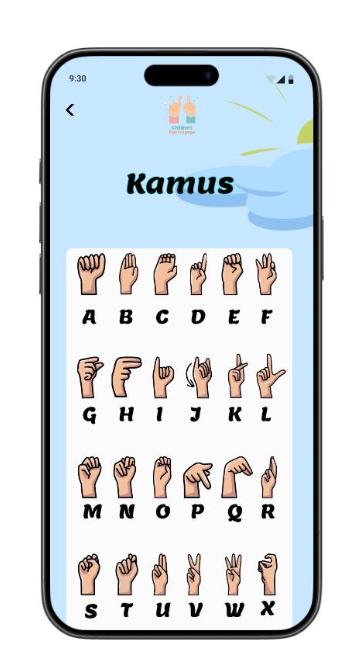 9:30
Children's
Sign language
Kamus
A B C D E F
G H I J K L
M N O P Q R
S T U V W X